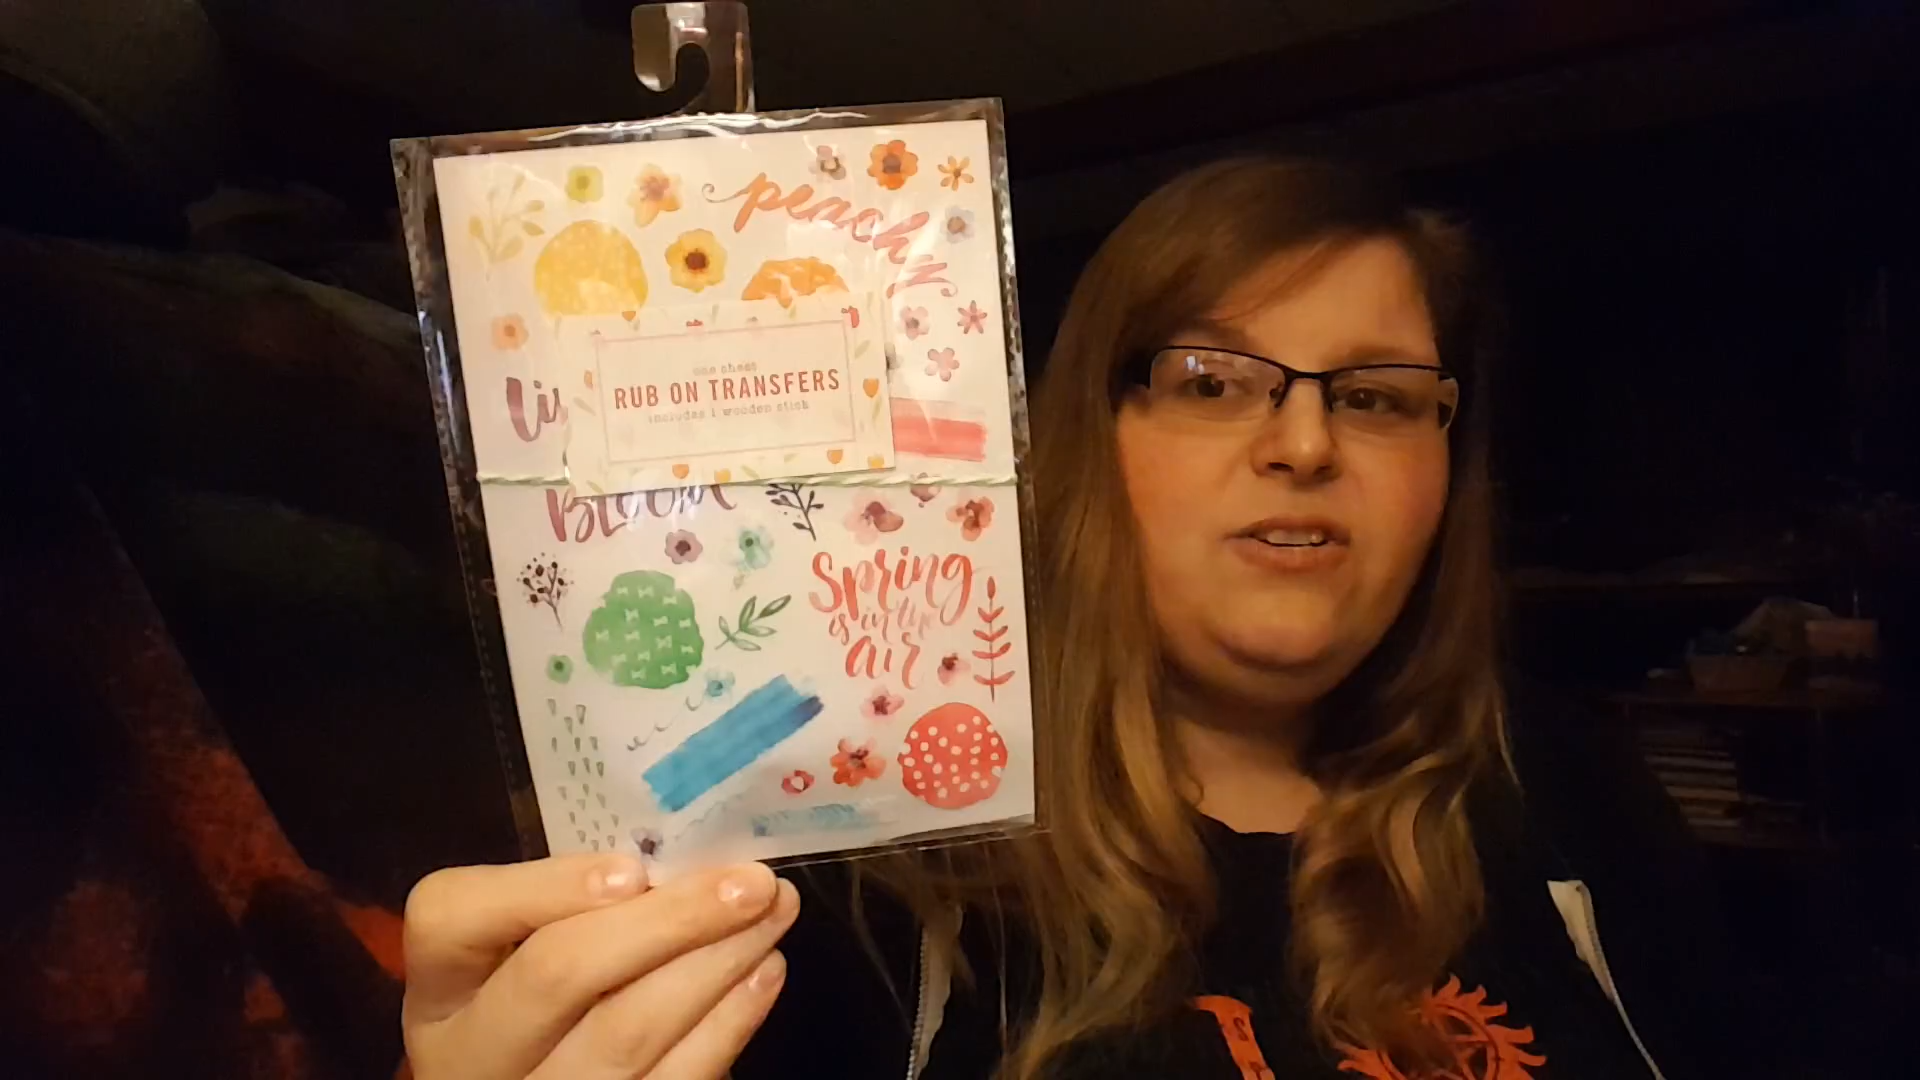 peachy
one sheet
RUB ON TRANSFERS
includes 1 wooden stick
BLOOM
Spring
is in the
air